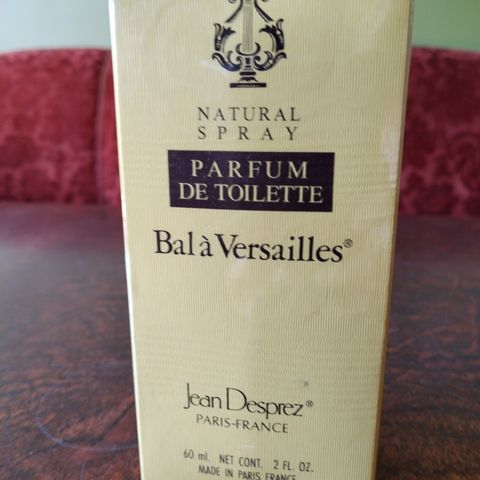 NATURAL
SPRAY
PARFUM
DE TOILETTE
Bal à Versailles®
Jean Desprez®
PARIS-FRANCE
60 ml. NET CONT. 2 FL. OZ.
MADE IN PARIS FRANCE